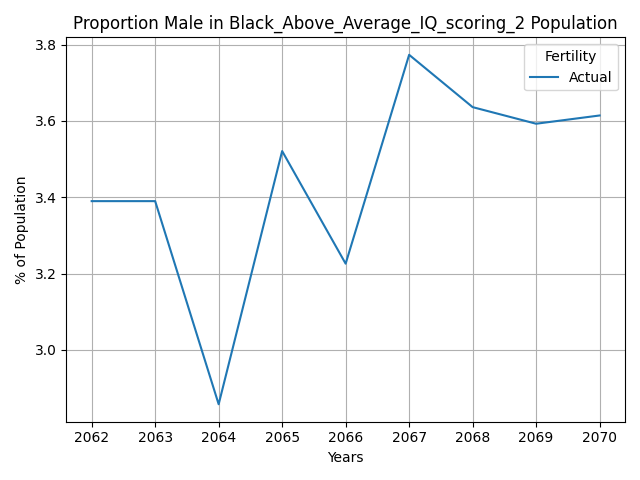 Proportion Male in Black_Above_Average_IQ_scoring_2 Population
Fertility
Actual
% of Population
3.8
3.6
3.4
3.2
3.0
2062 2063 2064 2065 2066 2067 2068 2069 2070
Years